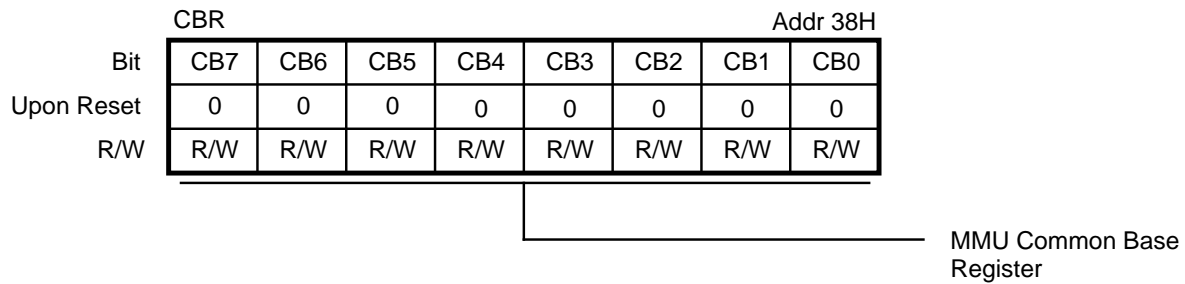 CBR Addr 38H
Bit CB7 CB6 CB5 CB4 CB3 CB2 CB1 CB0
Upon Reset 0 0 0 0 0 0 0 0
R/W R/W R/W R/W R/W R/W R/W R/W R/W
MMU Common Base
Register